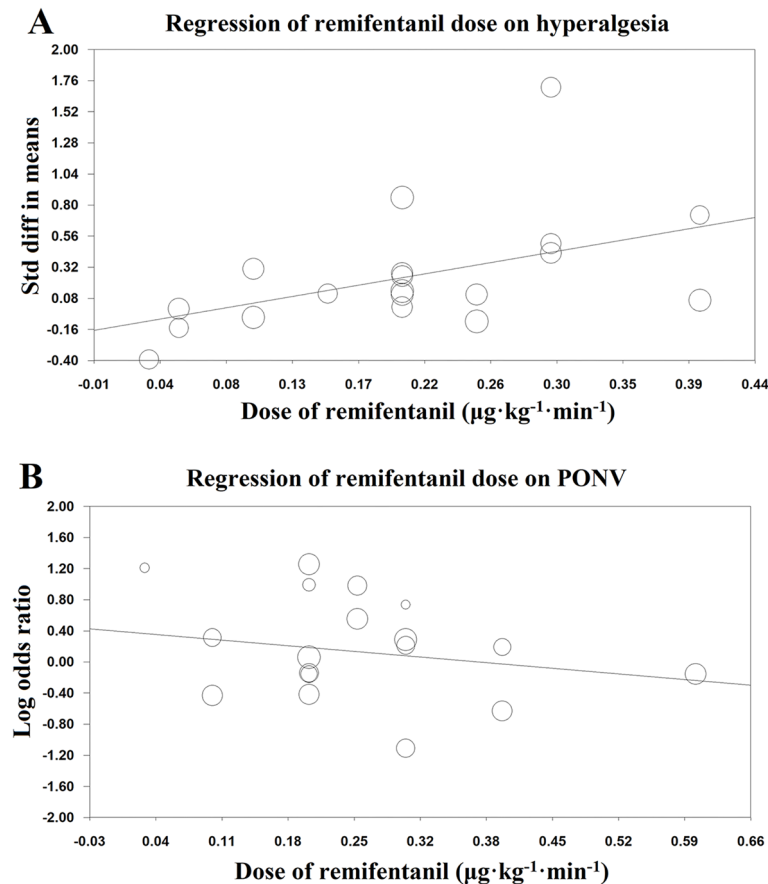 A
Regression of remifentanil dose on hyperalgesia
Std diff in means
2.00
1.76
1.52
1.28
1.04
0.80
0.56
0.32
0.08
-0.16
-0.40
-0.01 0.04 0.08 0.13 0.17 0.22 0.26 0.30 0.35 0.39 0.44
Dose of remifentanil (µg·kg⁻¹·min⁻¹)
B
Regression of remifentanil dose on PONV
Log odds ratio
2.00
1.60
1.20
0.80
0.40
0.00
-0.40
-0.80
-1.20
-1.60
-2.00
-0.03 0.04 0.11 0.18 0.25 0.32 0.38 0.45 0.52 0.59 0.66
Dose of remifentanil (µg·kg⁻¹·min⁻¹)